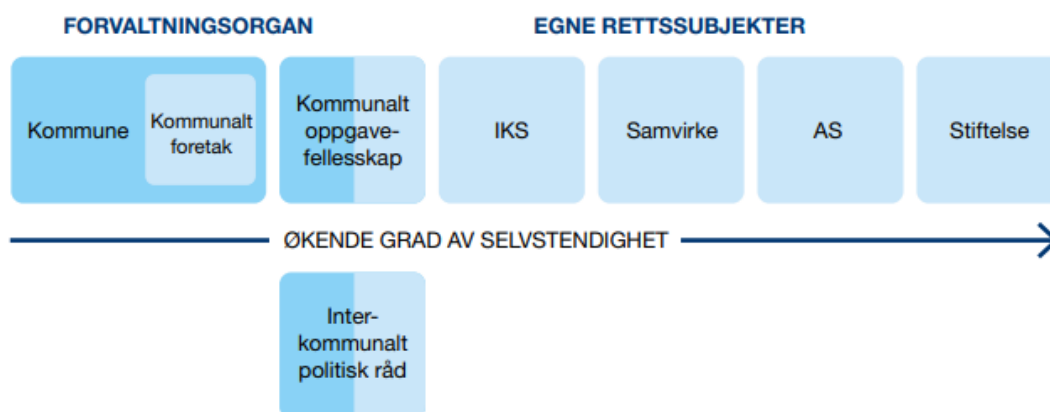 FORVALTNINGSORGAN
EGNE RETTSSUBJEKTER
Kommune
Kommunalt
foretak
Kommunalt
oppgave-
fellesskap
IKS
Samvirke
AS
Stiftelse
ØKENDE GRAD AV SELVSTENDIGHET
Inter-
kommunalt
politisk råd